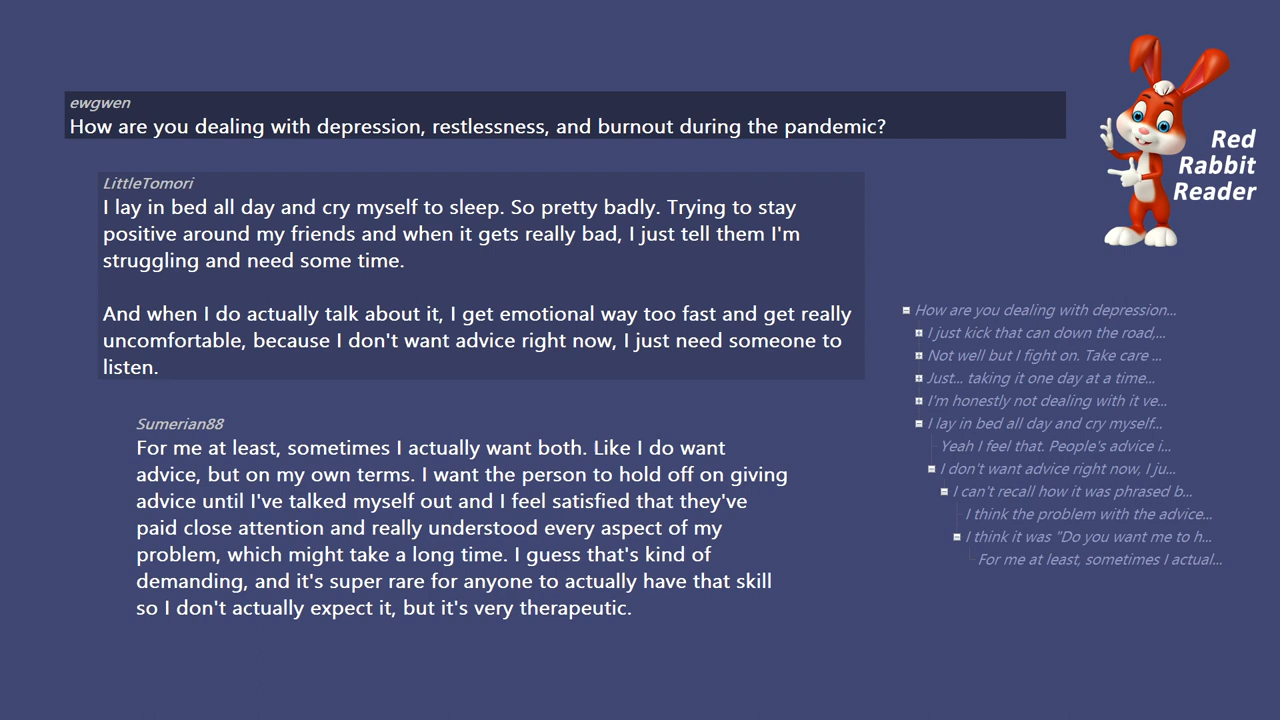 ewgwen
How are you dealing with depression, restlessness, and burnout during the pandemic?
LittleTomori
I lay in bed all day and cry myself to sleep. So pretty badly. Trying to stay
positive around my friends and when it gets really bad, I just tell them I'm
struggling and need some time.
And when I do actually talk about it, I get emotional way too fast and get really
uncomfortable, because I don't want advice right now, I just need someone to
listen.
Sumerian88
For me at least, sometimes I actually want both. Like I do want
advice, but on my own terms. I want the person to hold off on giving
advice until I've talked myself out and I feel satisfied that they've
paid close attention and really understood every aspect of my
problem, which might take a long time. I guess that's kind of
demanding, and it's super rare for anyone to actually have that skill
so I don't actually expect it, but it's very therapeutic.
Red
Rabbit
Reader
How are you dealing with depression...
I just kick that can down the road,...
Not well but I fight on. Take care ...
Just... taking it one day at a time...
I'm honestly not dealing with it ve...
I lay in bed all day and cry myself...
Yeah I feel that. People's advice i...
I don't want advice right now, I ju...
I can't recall how it was phrased b...
I think the problem with the advice...
I think it was "Do you want me to h...
For me at least, sometimes I actual...